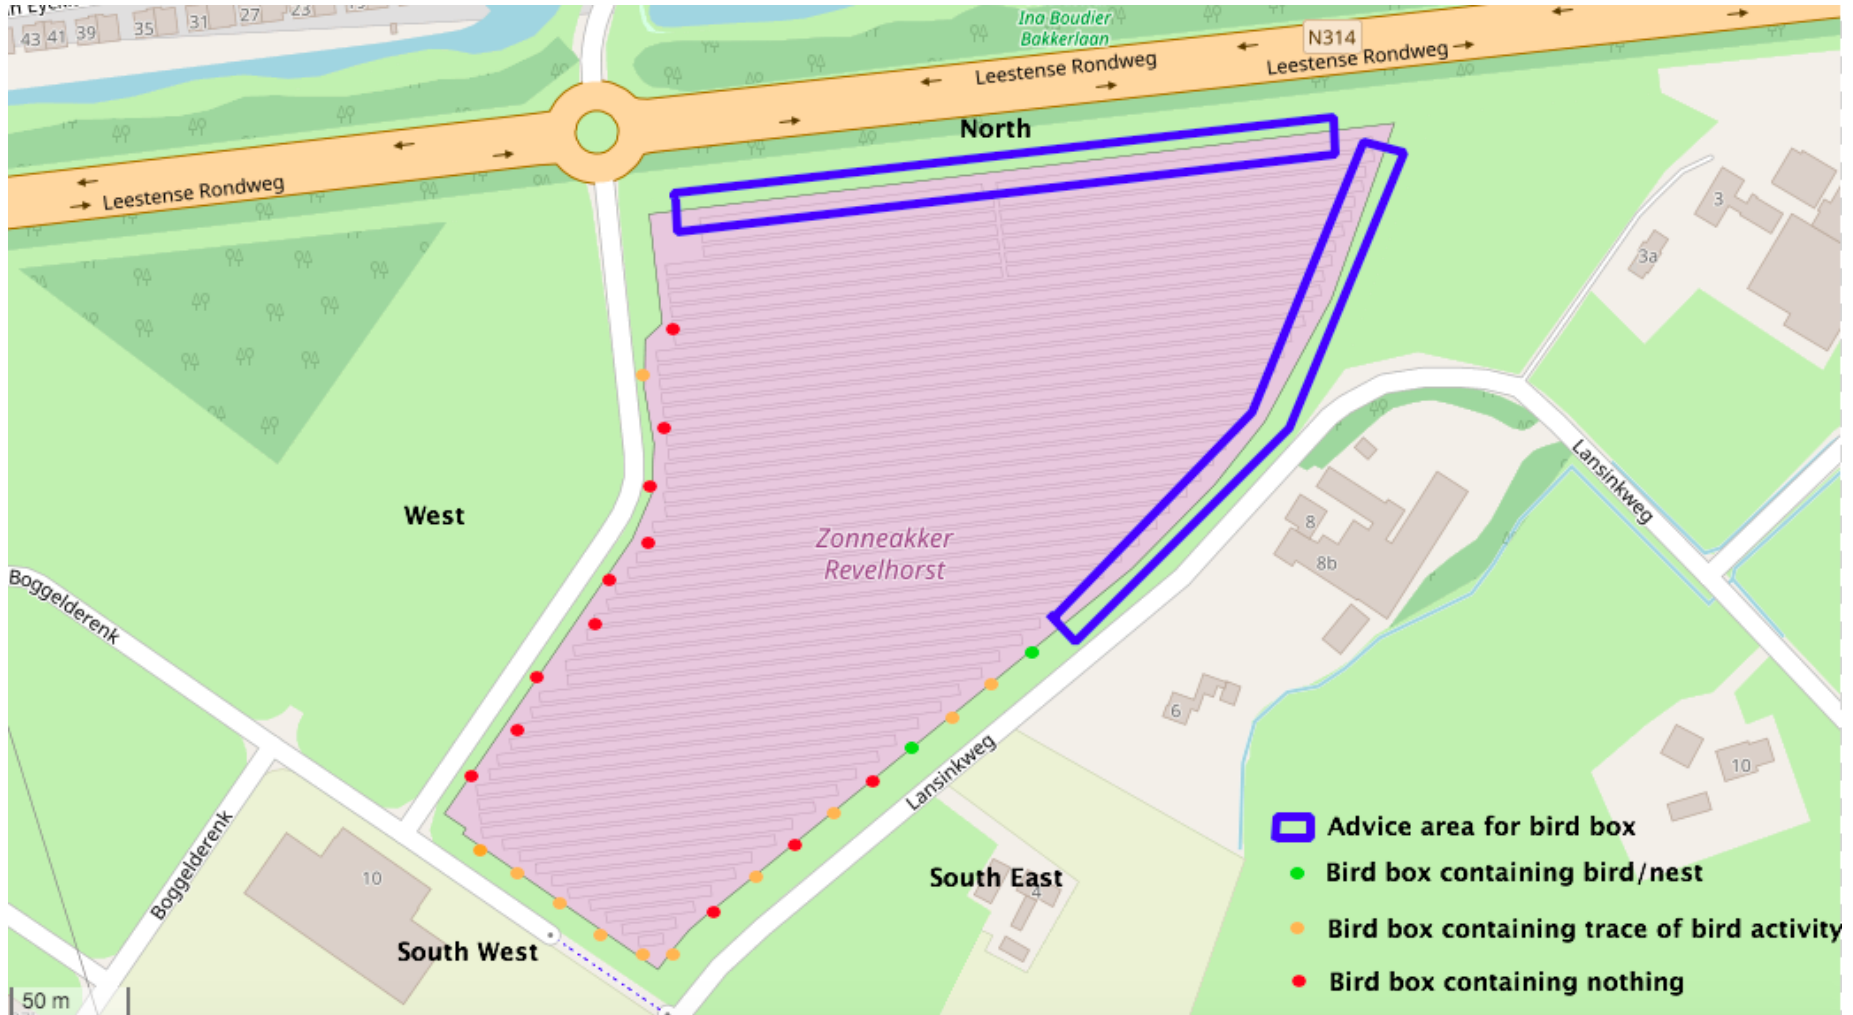 43
41
39
35
31
27
23
Ina Boudier
Bakkerlaan
N314
Leestense Rondweg
Leestense Rondweg
Leestense Rondweg
North
3
3a
West
Zonneakker
Revelhorst
Lansinkweg
8
8b
Boggelderenk
6
Lansinkweg
10
Boggelderenk
10
South East
4
South West
Advice area for bird box
Bird box containing bird/nest
Bird box containing trace of bird activity
Bird box containing nothing
50 m